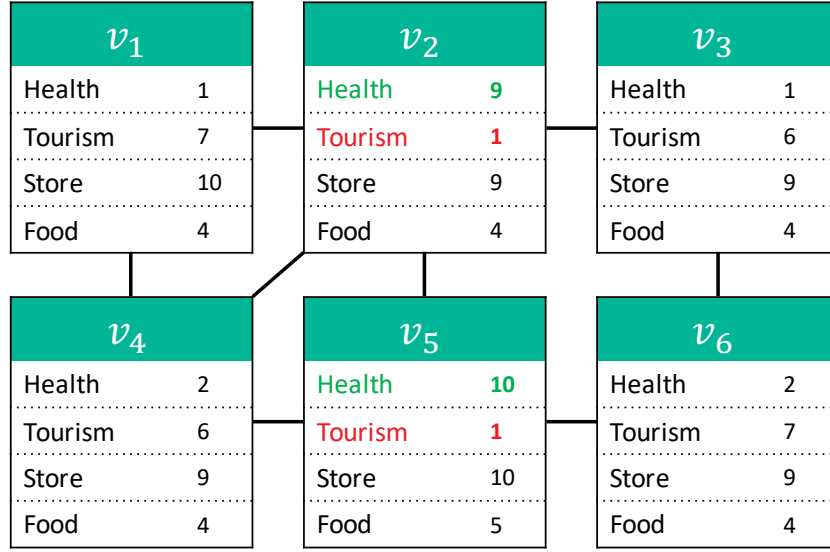 v₁
Health 1
Tourism 7
Store 10
Food 4
v₂
Health 9
Tourism 1
Store 9
Food 4
v₃
Health 1
Tourism 6
Store 9
Food 4
v₄
Health 2
Tourism 6
Store 9
Food 4
v₅
Health 10
Tourism 1
Store 10
Food 5
v₆
Health 2
Tourism 7
Store 9
Food 4